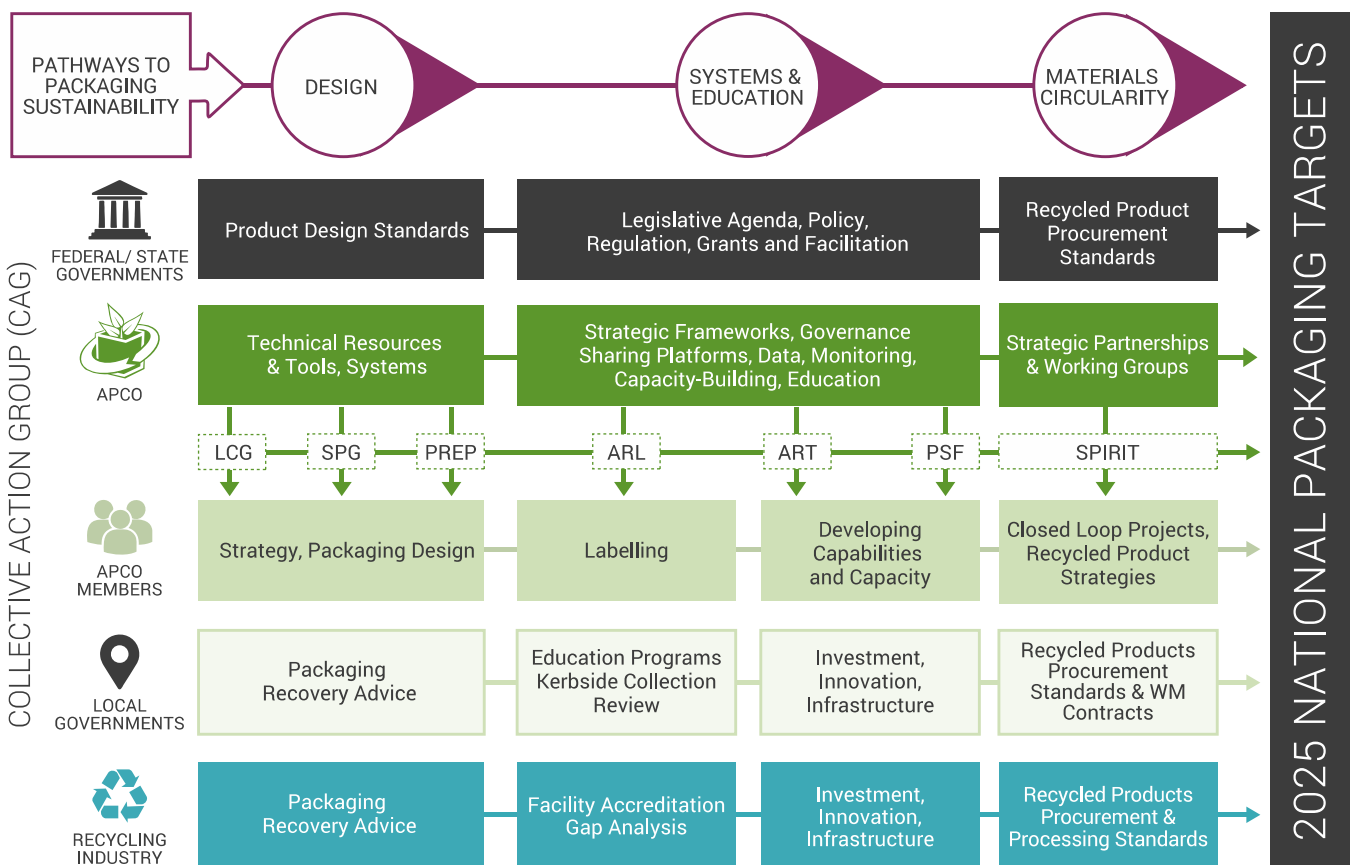 PATHWAYS TO
PACKAGING
SUSTAINABILITY
DESIGN
SYSTEMS &
EDUCATION
MATERIALS
CIRCULARITY
2025 NATIONAL PACKAGING TARGETS
COLLECTIVE ACTION GROUP (CAG)
FEDERAL/ STATE
GOVERNMENTS
Product Design Standards
Legislative Agenda, Policy,
Regulation, Grants and Facilitation
Recycled Product
Procurement
Standards
APCO
Technical Resources
& Tools, Systems
Strategic Frameworks, Governance
Sharing Platforms, Data, Monitoring,
Capacity-Building, Education
Strategic Partnerships
& Working Groups
LCG
SPG
PREP
ARL
ART
PSF
SPIRIT
APCO
MEMBERS
Strategy, Packaging Design
Labelling
Developing
Capabilities
and Capacity
Closed Loop Projects,
Recycled Product
Strategies
LOCAL
GOVERNMENTS
Packaging
Recovery Advice
Education Programs
Kerbside Collection
Review
Investment,
Innovation,
Infrastructure
Recycled Products
Procurement
Standards & WM
Contracts
RECYCLING
INDUSTRY
Packaging
Recovery Advice
Facility Accreditation
Gap Analysis
Investment,
Innovation,
Infrastructure
Recycled Products
Procurement &
Processing Standards